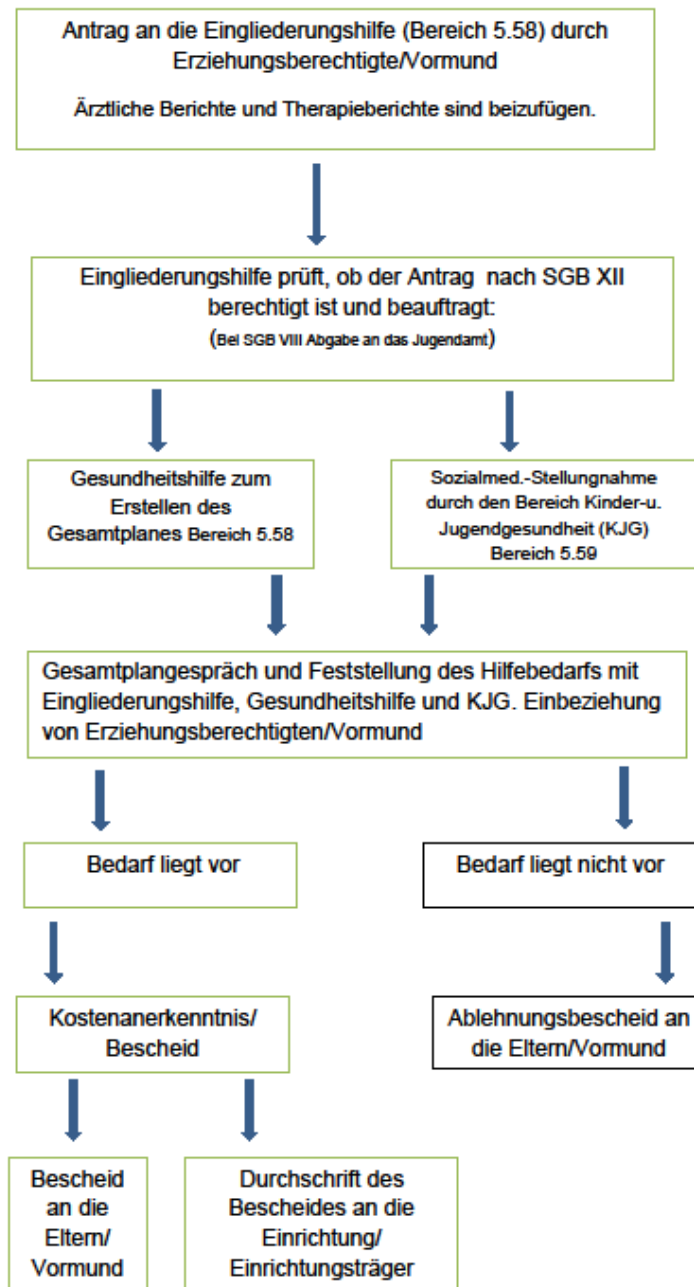 Antrag an die Eingliederungshilfe (Bereich 5.58) durch
Erziehungsberechtigte/Vormund
Ärztliche Berichte und Therapieberichte sind beizufügen.
Eingliederungshilfe prüft, ob der Antrag nach SGB XII
berechtigt ist und beauftragt:
(Bei SGB VIII Abgabe an das Jugendamt)
Gesundheitshilfe zum
Erstellen des
Gesamtplanes Bereich 5.58
Sozialmed.-Stellungnahme
durch den Bereich Kinder-u.
Jugendgesundheit (KJG)
Bereich 5.59
Gesamtplangespräch und Feststellung des Hilfebedarfs mit
Eingliederungshilfe, Gesundheitshilfe und KJG. Einbeziehung
von Erziehungsberechtigten/Vormund
Bedarf liegt vor
Bedarf liegt nicht vor
Kostenanerkenntnis/
Bescheid
Ablehnungsbescheid an
die Eltern/Vormund
Bescheid
an die
Eltern/
Vormund
Durchschrift des
Bescheides an die
Einrichtung/
Einrichtungsträger